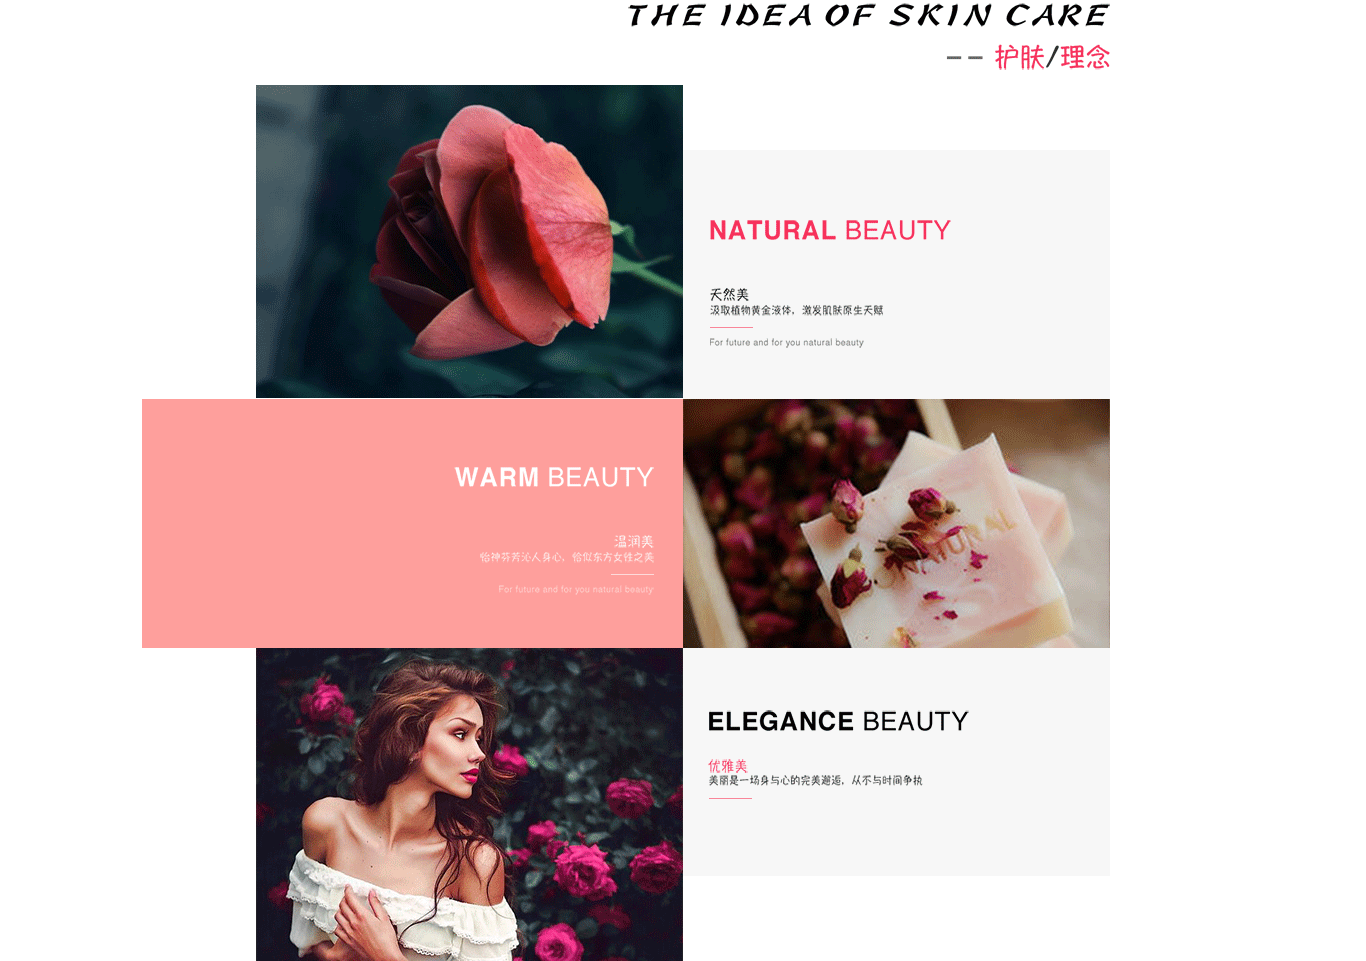 THE IDEA OF SKIN CARE
-- 护肤/理念
NATURAL BEAUTY
天然美
汲取植物黄金液体，激发肌肤原生天赋
For future and for you natural beauty
WARM BEAUTY
温润美
怡神芬芳沁人身心，恰似东方女性之美
For future and for you natural beauty
NATURAL
ELEGANCE BEAUTY
优雅美
美丽是一场身与心的完美邂逅，从不与时间争执